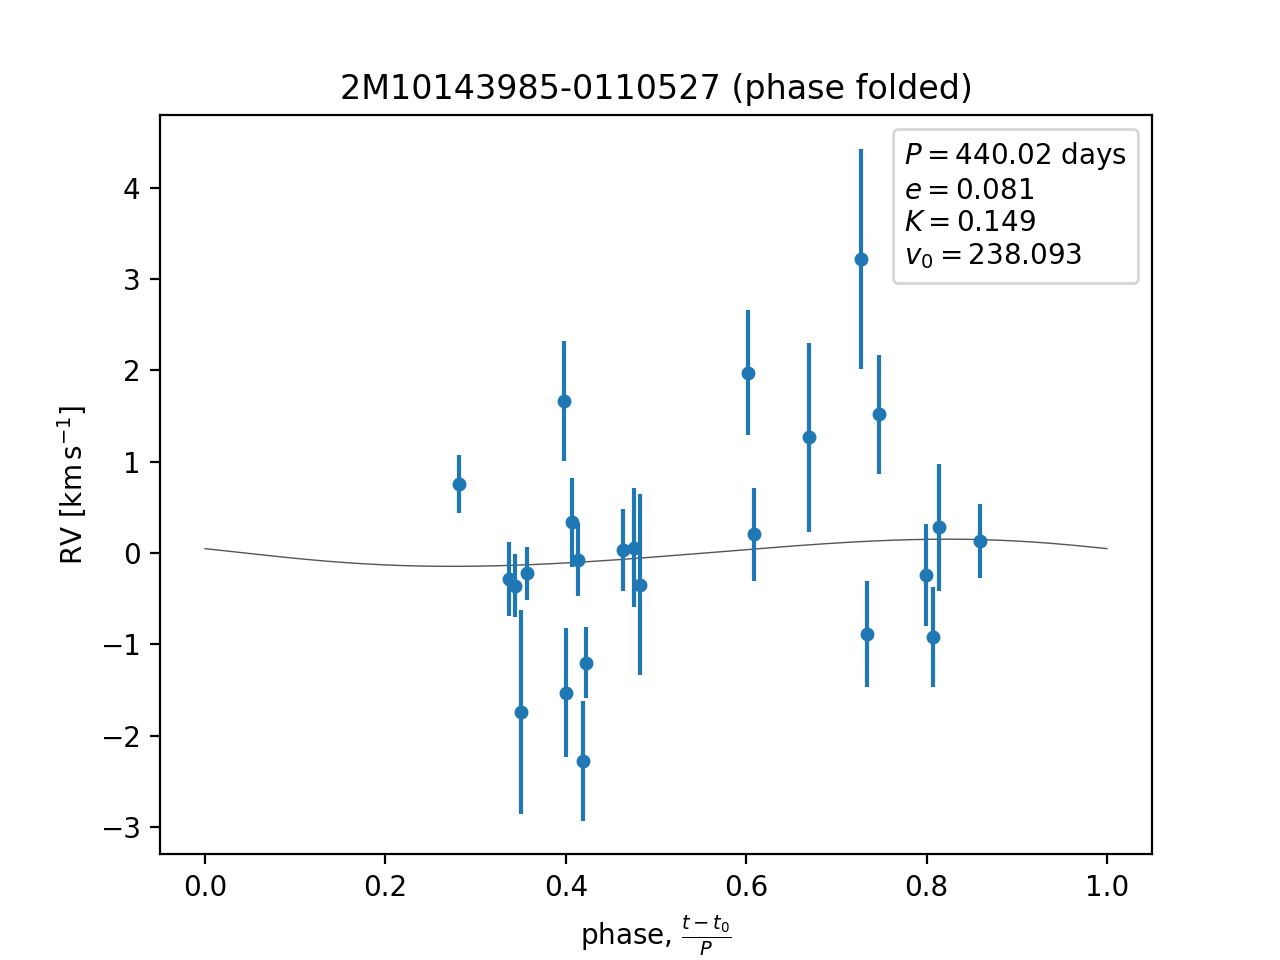 2M10143985-0110527 (phase folded)
P = 440.02 days
e = 0.081
K = 0.149
v₀ = 238.093
4
3
2
1
0
−1
−2
−3
RV [km s⁻¹]
0.0 0.2 0.4 0.6 0.8 1.0
phase, (t − t₀)/P